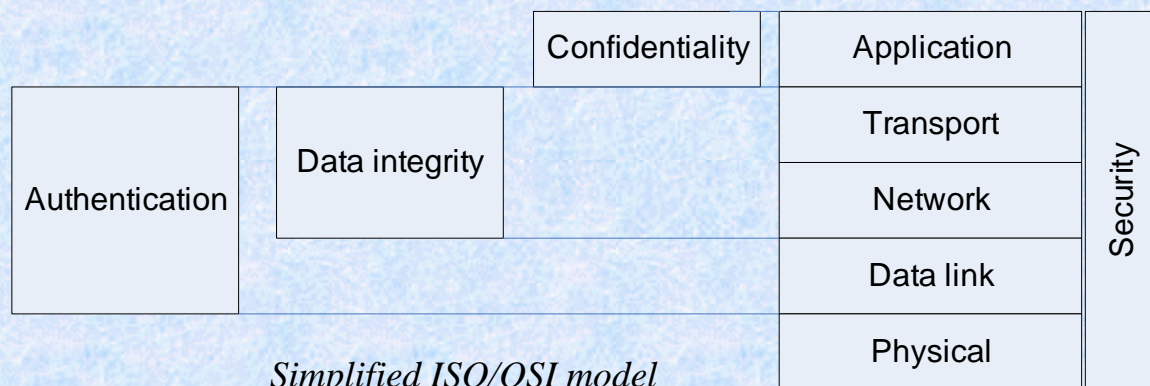 Confidentiality
Application
Transport
Data integrity
Authentication
Network
Security
Data link
Physical
Simplified ISO/OSI model